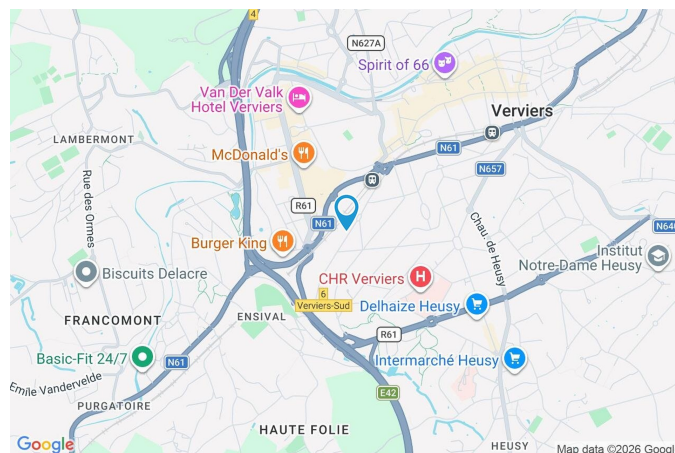 4
N627A
Spirit of 66
Van Der Valk
Hotel Verviers
Verviers
LAMBERMONT
McDonald's
N61
N657
Rue des Ormes
R61
N61
Chau. de Heusy
N640
Burger King
Institut
Notre-Dame Heusy
Biscuits Delacre
CHR Verviers
H
6
Verviers-Sud
Delhaize Heusy
FRANCOMONT
ENSIVAL
R61
Basic-Fit 24/7
N61
Intermarché Heusy
Emile Vandervelde
E42
PURGATOIRE
HAUTE FOLIE
HEUSY
Google
Map data ©2026 Googl